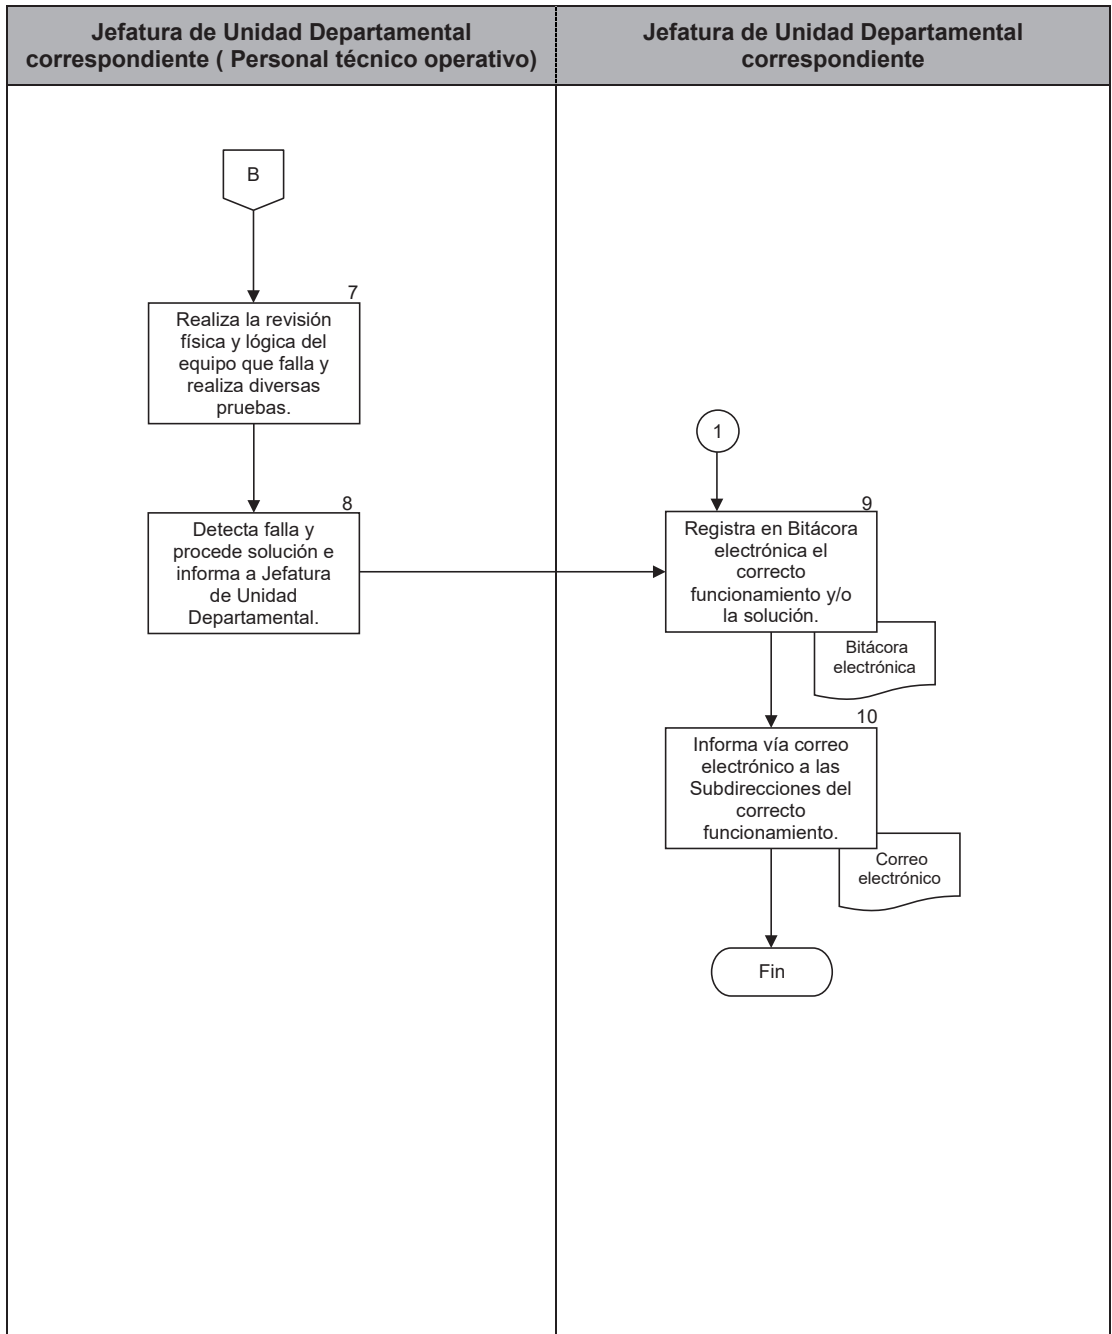 Jefatura de Unidad Departamental
correspondiente ( Personal técnico operativo)
Jefatura de Unidad Departamental
correspondiente
B
7
Realiza la revisión
física y lógica del
equipo que falla y
realiza diversas
pruebas.
8
Detecta falla y
procede solución e
informa a Jefatura
de Unidad
Departamental.
1
9
Registra en Bitácora
electrónica el
correcto
funcionamiento y/o
la solución.
Bitácora
electrónica
10
Informa vía correo
electrónico a las
Subdirecciones del
correcto
funcionamiento.
Correo
electrónico
Fin